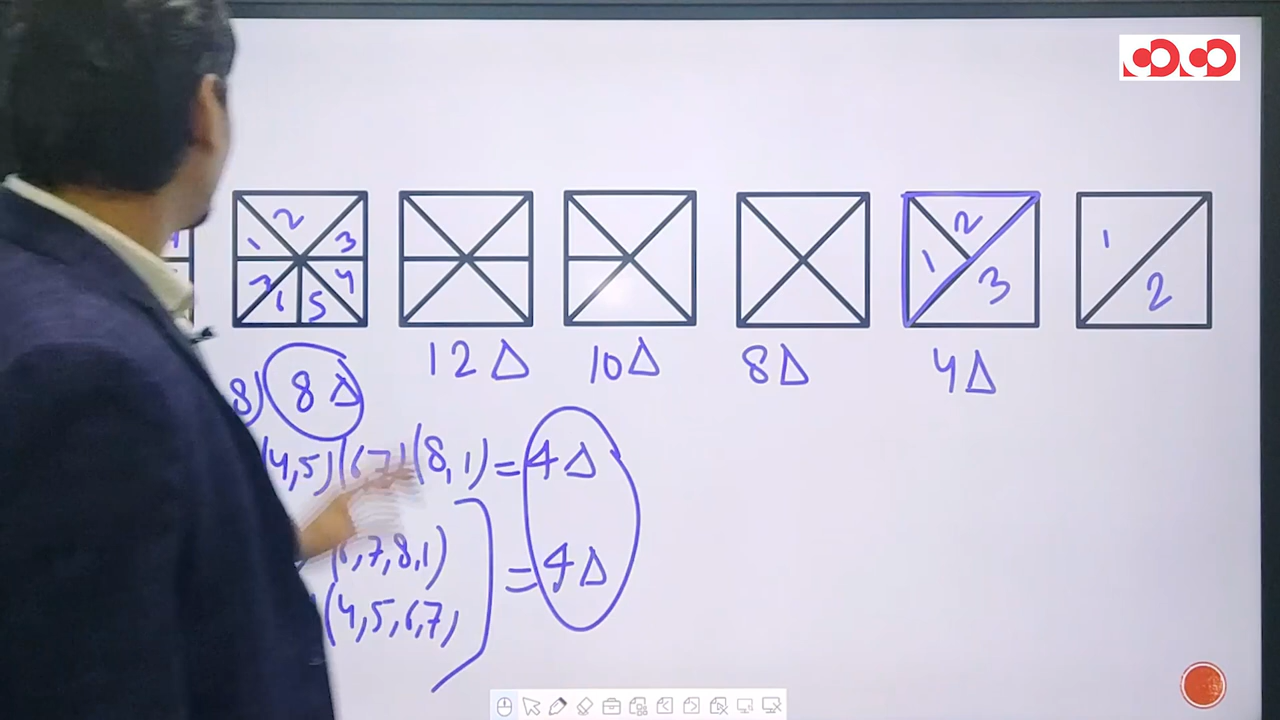 2
1
3
7
4
6
5
2
1
3
1
2
12 Δ
10 Δ
8 Δ
4 Δ
8) 8 Δ
(4,5) (6,7) (8,1) = 4 Δ
6,7,8,1)
= 4 Δ
(4,5,6,7,